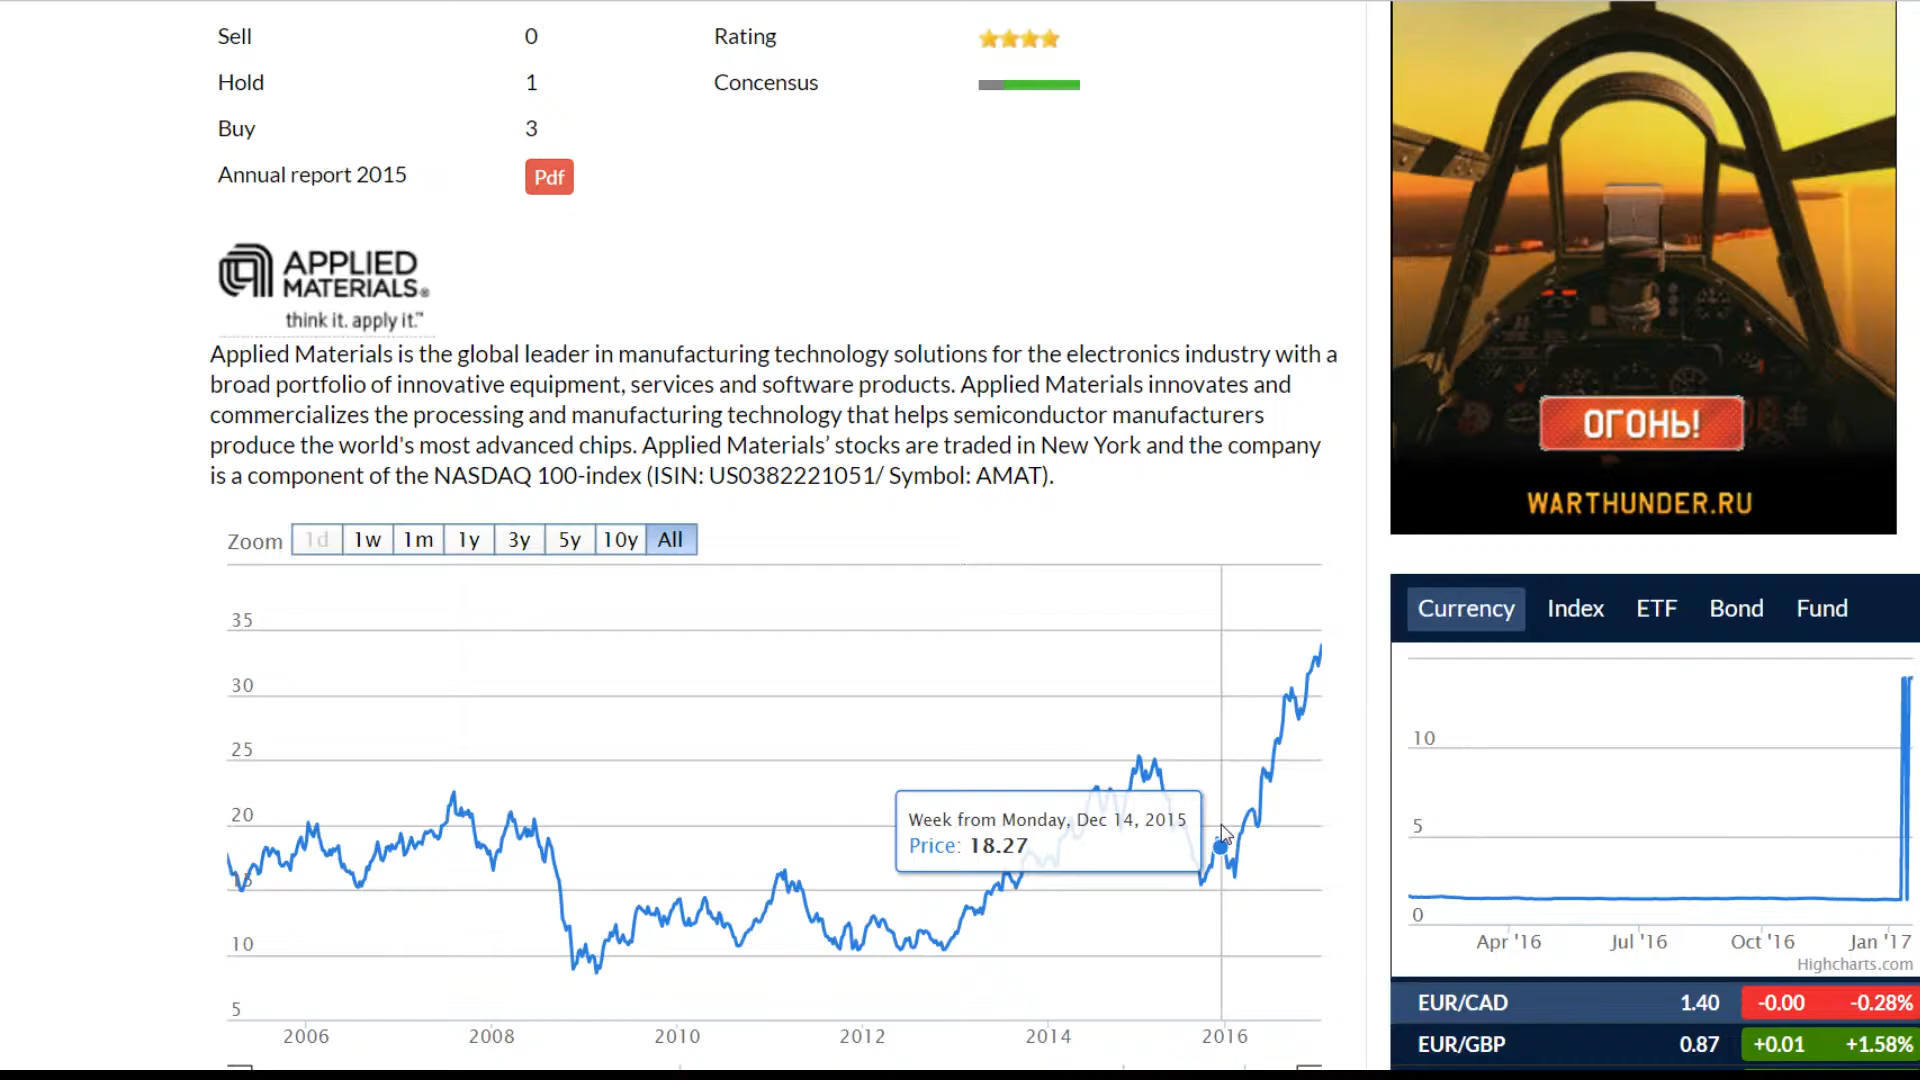 Sell 0 Rating
Hold 1 Concensus
Buy 3
Annual report 2015 Pdf
APPLIED
MATERIALS®
think it. apply it.™
Applied Materials is the global leader in manufacturing technology solutions for the electronics industry with a
broad portfolio of innovative equipment, services and software products. Applied Materials innovates and
commercializes the processing and manufacturing technology that helps semiconductor manufacturers
produce the world's most advanced chips. Applied Materials’ stocks are traded in New York and the company
is a component of the NASDAQ 100-index (ISIN: US0382221051/ Symbol: AMAT).
Zoom 1d 1w 1m 1y 3y 5y 10y All
35
30
25
20
15
10
5
Week from Monday, Dec 14, 2015
Price: 18.27
2006 2008 2010 2012 2014 2016
ОГОНЬ!
WARTHUNDER.RU
Currency Index ETF Bond Fund
10
5
0
Apr '16 Jul '16 Oct '16 Jan '17
Highcharts.com
EUR/CAD 1.40 -0.00 -0.28%
EUR/GBP 0.87 +0.01 +1.58%